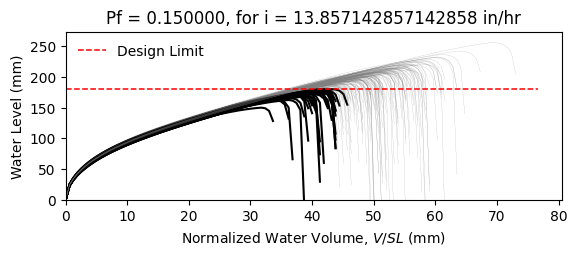 Pf = 0.150000, for i = 13.857142857142858 in/hr
Design Limit
Water Level (mm)
250
200
150
100
50
0
0 10 20 30 40 50 60 70 80
Normalized Water Volume, V/SL (mm)